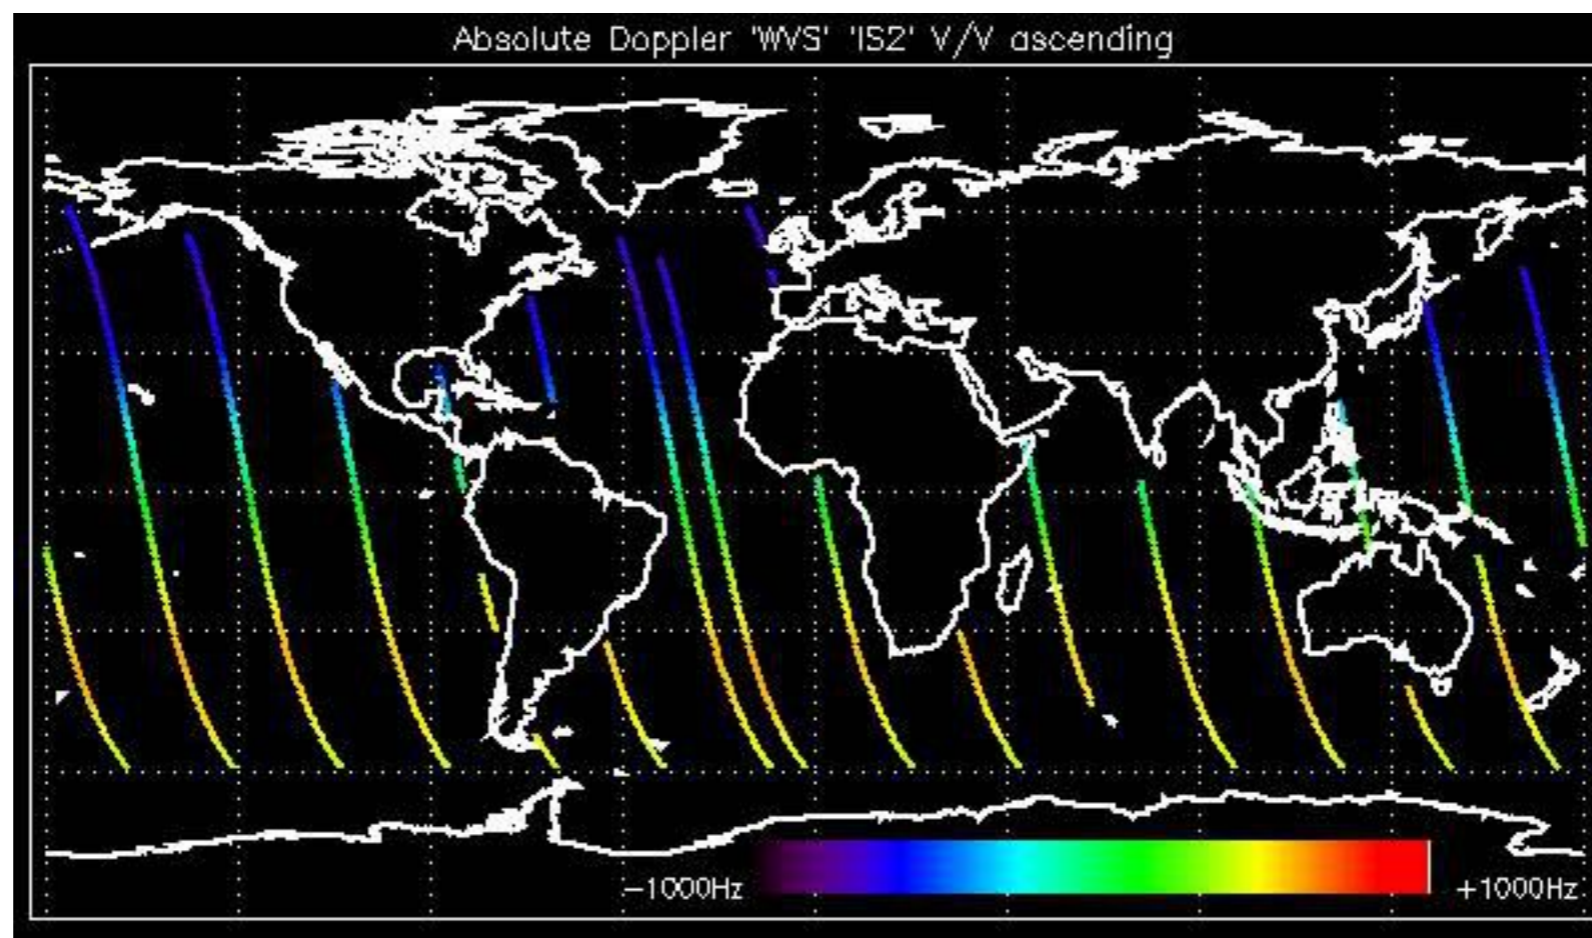 Absolute Doppler 'WVS' 'IS2' V/V ascending
-1000Hz +1000Hz